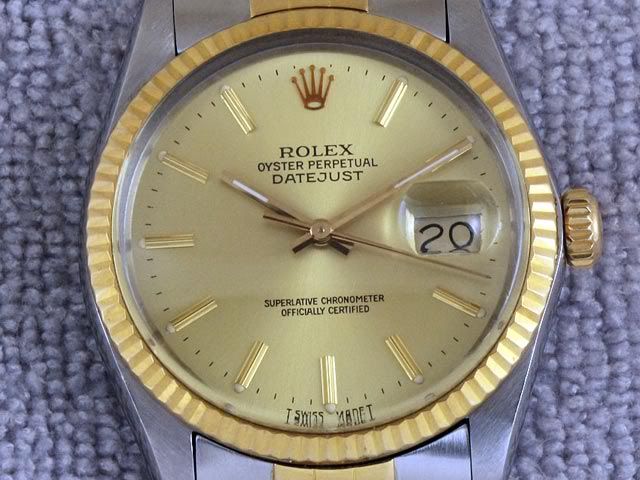 ROLEX
OYSTER PERPETUAL
DATEJUST
20
SUPERLATIVE CHRONOMETER
OFFICIALLY CERTIFIED
T SWISS MADE T